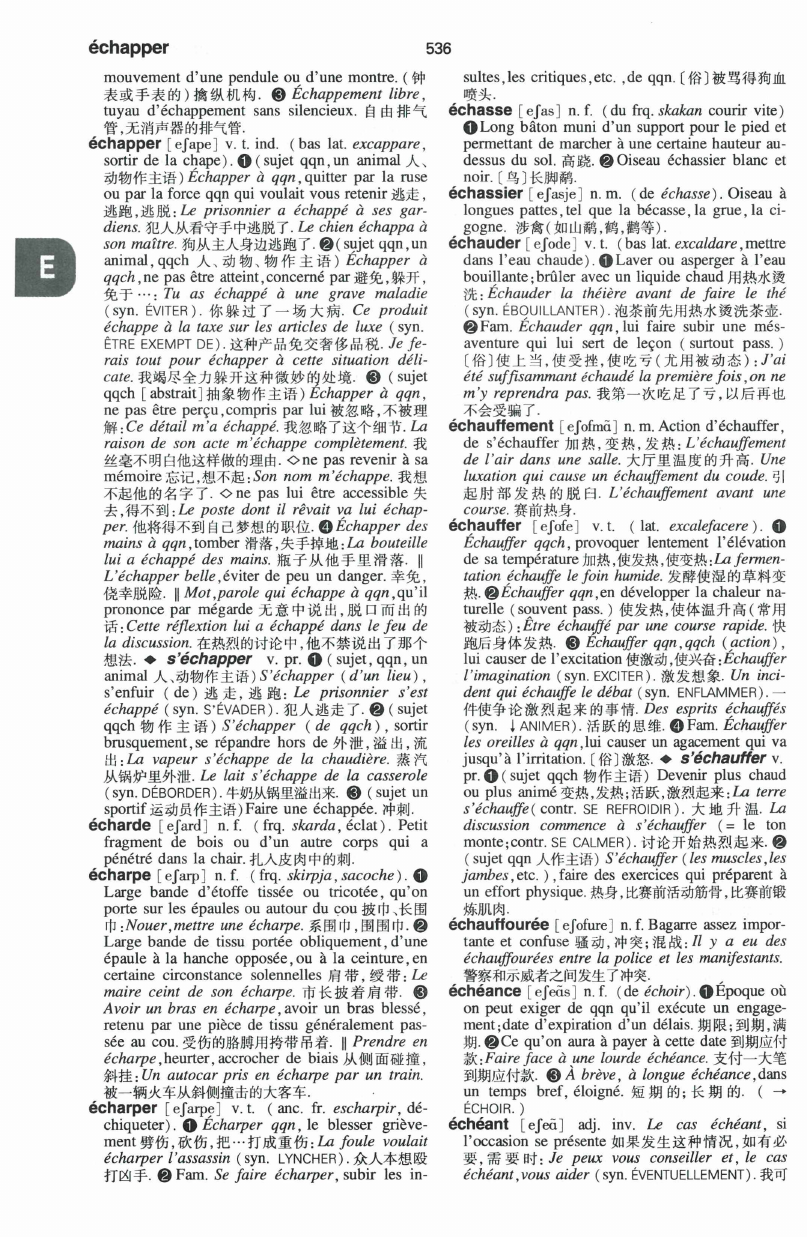 échapper
536
mouvement d'une pendule ou d'une montre. (钟
表或手表的)擒纵机构. ❸ Échappement libre,
tuyau d'échappement sans silencieux. 自由排气
管,无消声器的排气管.
échapper [eʃape] v. t. ind. (bas lat. excappare,
sortir de la chape). ❶ (sujet qqn, un animal 人、
动物作主语) Échapper à qqn, quitter par la ruse
ou par la force qqn qui voulait vous retenir 逃走,
逃跑,逃脱: Le prisonnier a échappé à ses gar-
diens. 犯人从看守手中逃脱了. Le chien échappa à
son maître. 狗从主人身边逃跑了. ❷ (sujet qqn, un
animal, qqch 人、动物、物作主语) Échapper à
qqch, ne pas être atteint, concerné par 避免,躲开,
免于…: Tu as échappé à une grave maladie
(syn. ÉVITER). 你躲过了一场大病. Ce produit
échappe à la taxe sur les articles de luxe (syn.
ÊTRE EXEMPT DE). 这种产品免交奢侈品税. Je fe-
rais tout pour échapper à cette situation déli-
cate. 我竭尽全力躲开这种微妙的处境. ❸ (sujet
qqch [abstrait]抽象物作主语) Échapper à qqn,
ne pas être perçu, compris par lui 被忽略,不被理
解: Ce détail m'a échappé. 我忽略了这个细节. La
raison de son acte m'échappe complètement. 我
丝毫不明白他这样做的理由. ◇ ne pas revenir à sa
mémoire 忘记,想不起: Son nom m'échappe. 我想
不起他的名字了. ◇ ne pas lui être accessible 失
去,得不到: Le poste dont il rêvait va lui échap-
per. 他将得不到自己梦想的职位. ❹ Échapper des
mains à qqn, tomber 滑落,失手掉地: La bouteille
lui a échappé des mains. 瓶子从他手里滑落. ‖
L'échapper belle, éviter de peu un danger. 幸免,
侥幸脱险. ‖ Mot, parole qui échappe à qqn, qu'il
prononce par mégarde 无意中说出,脱口而出的
话: Cette réflextion lui a échappé dans le feu de
la discussion. 在热烈的讨论中,他不禁说出了那个
想法. ◆ s'échapper v. pr. ❶ (sujet, qqn, un
animal 人、动物作主语) S'échapper (d'un lieu),
s'enfuir (de) 逃走,逃跑: Le prisonnier s'est
échappé (syn. S'ÉVADER). 犯人逃走了. ❷ (sujet
qqch 物作主语) S'échapper (de qqch), sortir
brusquement, se répandre hors de 外泄,溢出,流
出: La vapeur s'échappe de la chaudière. 蒸汽
从锅炉里外泄. Le lait s'échappe de la casserole
(syn. DÉBORDER). 牛奶从锅里溢出来. ❸ (sujet un
sportif 运动员作主语) Faire une échappée. 冲刺.
écharde [eʃard] n. f. (frq. skarda, éclat). Petit
fragment de bois ou d'un autre corps qui a
pénétré dans la chair. 扎入皮肉中的刺.
écharpe [eʃarp] n. f. (frq. skirpja, sacoche). ❶
Large bande d'étoffe tissée ou tricotée, qu'on
porte sur les épaules ou autour du cou 披巾、长围
巾: Nouer, mettre une écharpe. 系围巾,围围巾. ❷
Large bande de tissu portée obliquement, d'une
épaule à la hanche opposée, ou à la ceinture, en
certaine circonstance solennelles 肩带,绶带: Le
maire ceint de son écharpe. 市长披着肩带. ❸
Avoir un bras en écharpe, avoir un bras blessé,
retenu par une pièce de tissu généralement pas-
sée au cou. 受伤的胳膊用挎带吊着. ‖ Prendre en
écharpe, heurter, accrocher de biais 从侧面碰撞,
斜挂: Un autocar pris en écharpe par un train.
被一辆火车从斜侧撞击的大客车.
écharper [eʃarpe] v. t. (anc. fr. escharpir, dé-
chiqueter). ❶ Écharper qqn, le blesser griève-
ment 劈伤,砍伤,把…打成重伤: La foule voulait
écharper l'assassin (syn. LYNCHER). 众人本想殴
打凶手. ❷ Fam. Se faire écharper, subir les in-
E
sultes, les critiques, etc., de qqn. [俗]被骂得狗血
喷头.
échasse [eʃas] n. f. (du frq. skakan courir vite)
❶ Long bâton muni d'un support pour le pied et
permettant de marcher à une certaine hauteur au-
dessus du sol. 高跷. ❷ Oiseau échassier blanc et
noir. [鸟]长脚鹬.
échassier [eʃasje] n. m. (de échasse). Oiseau à
longues pattes, tel que la bécasse, la grue, la ci-
gogne. 涉禽(如山鹬,鹤,鹳等).
échauder [eʃode] v. t. (bas lat. excaldare, mettre
dans l'eau chaude). ❶ Laver ou asperger à l'eau
bouillante; brûler avec un liquide chaud 用热水烫
洗: Échauder la théière avant de faire le thé
(syn. ÉBOUILLANTER). 泡茶前先用热水烫洗茶壶.
❷ Fam. Échauder qqn, lui faire subir une més-
aventure qui lui sert de leçon (surtout pass.)
[俗]使上当,使受挫,使吃亏(尤用被动态): J'ai
été suffisammant échaudé la première fois, on ne
m'y reprendra pas. 我第一次吃足了亏,以后再也
不会受骗了.
échauffement [eʃofmɑ̃] n. m. Action d'échauffer,
de s'échauffer 加热,变热,发热: L'échauffement
de l'air dans une salle. 大厅里温度的升高. Une
luxation qui cause un échauffement du coude. 引
起肘部发热的脱臼. L'échauffement avant une
course. 赛前热身.
échauffer [eʃofe] v. t. (lat. excalefacere). ❶
Échauffer qqch, provoquer lentement l'élévation
de sa température 加热,使发热,使变热: La fermen-
tation échauffe le foin humide. 发酵使湿的草料变
热. ❷ Échauffer qqn, en développer la chaleur na-
turelle (souvent pass.) 使发热,使体温升高(常用
被动态): Être échauffé par une course rapide. 快
跑后身体发热. ❸ Échauffer qqn, qqch (action),
lui causer de l'excitation 使激动,使兴奋: Échauffer
l'imagination (syn. EXCITER). 激发想象. Un inci-
dent qui échauffe le débat (syn. ENFLAMMER). 一
件使争论激烈起来的事情. Des esprits échauffés
(syn. ↓ ANIMER). 活跃的思维. ❹ Fam. Échauffer
les oreilles à qqn, lui causer un agacement qui va
jusqu'à l'irritation. [俗]激怒. ◆ s'échauffer v.
pr. ❶ (sujet qqch 物作主语) Devenir plus chaud
ou plus animé 变热,发热;活跃,激烈起来: La terre
s'échauffe (contr. SE REFROIDIR). 大地升温. La
discussion commence à s'échauffer (= le ton
monte; contr. SE CALMER). 讨论开始热烈起来. ❷
(sujet qqn 人作主语) S'échauffer (les muscles, les
jambes, etc.), faire des exercices qui préparent à
un effort physique. 热身,比赛前活动筋骨,比赛前锻
炼肌肉.
échauffourée [eʃofure] n. f. Bagarre assez impor-
tante et confuse 骚动,冲突;混战: Il y a eu des
échauffourées entre la police et les manifestants.
警察和示威者之间发生了冲突.
échéance [eʃeɑ̃s] n. f. (de échoir). ❶ Époque où
on peut exiger de qqn qu'il exécute un engage-
ment; date d'expiration d'un délais. 期限;到期,满
期. ❷ Ce qu'on aura à payer à cette date 到期应付
款: Faire face à une lourde échéance. 支付一大笔
到期应付款. ❸ À brève, à longue échéance, dans
un temps bref, éloigné. 短期的;长期的. (→
ÉCHOIR.)
échéant [eʃeɑ̃] adj. inv. Le cas échéant, si
l'occasion se présente 如果发生这种情况,如有必
要,需要时: Je peux vous conseiller et, le cas
échéant, vous aider (syn. ÉVENTUELLEMENT). 我可